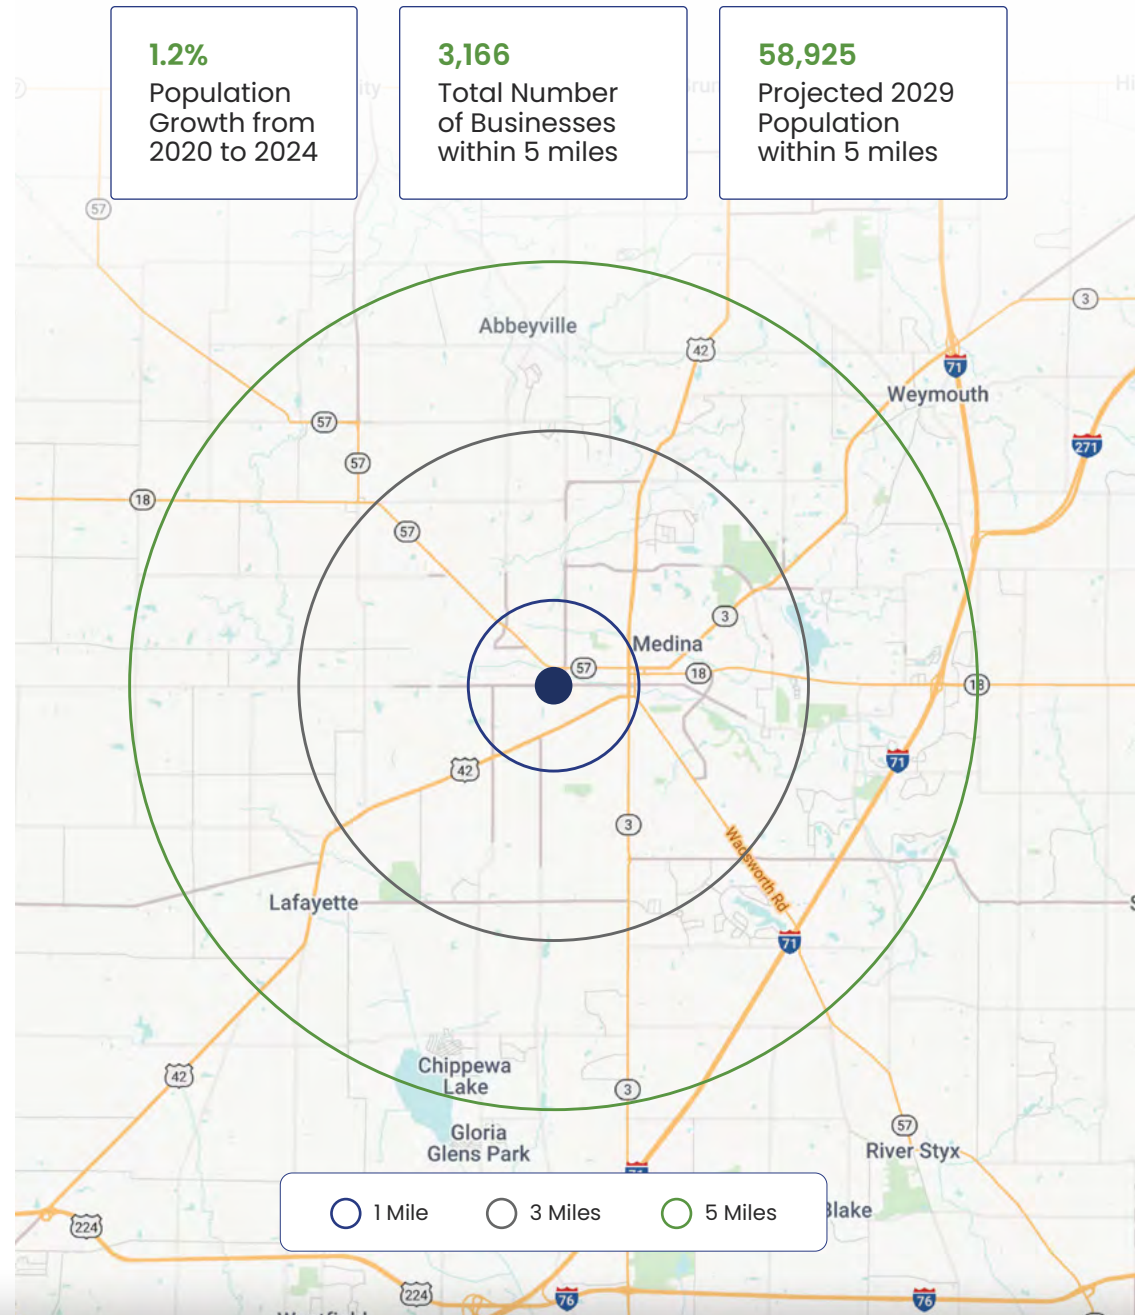 1.2%
Population
Growth from
2020 to 2024
3,166
Total Number
of Businesses
within 5 miles
58,925
Projected 2029
Population
within 5 miles
57
3
Abbeyville
42
71
Weymouth
57
271
57
18
57
3
Medina
57
18
18
42
71
3
Wadsworth Rd
Lafayette
71
Chippewa
Lake
42
3
57
Gloria
Glens Park
River Styx
71
1 Mile
3 Miles
5 Miles
Blake
224
224
76
76